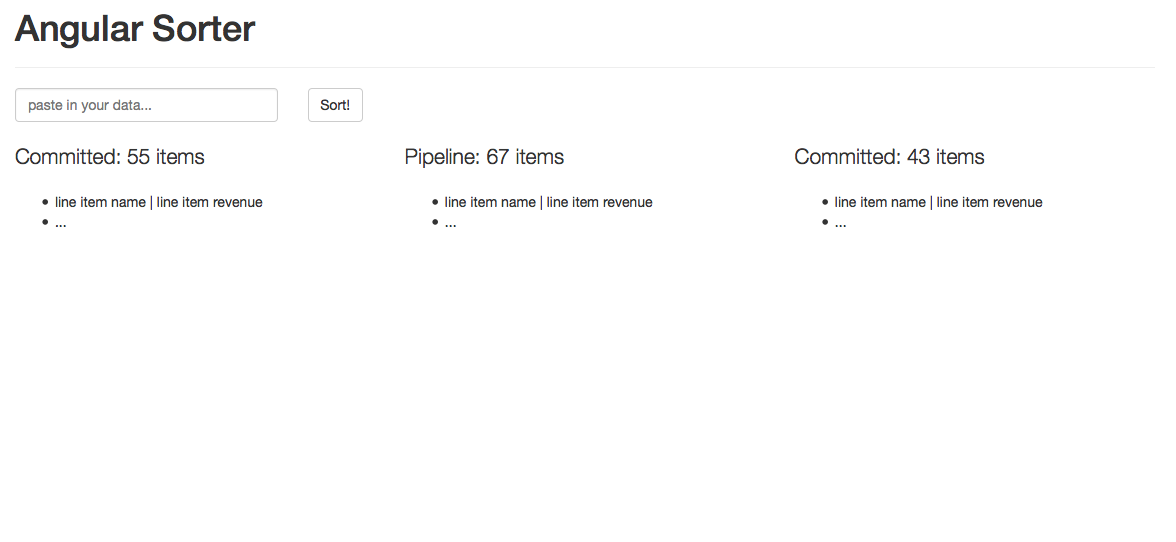 Angular Sorter
paste in your data...
Sort!
Committed: 55 items
line item name | line item revenue
...
Pipeline: 67 items
line item name | line item revenue
...
Committed: 43 items
line item name | line item revenue
...